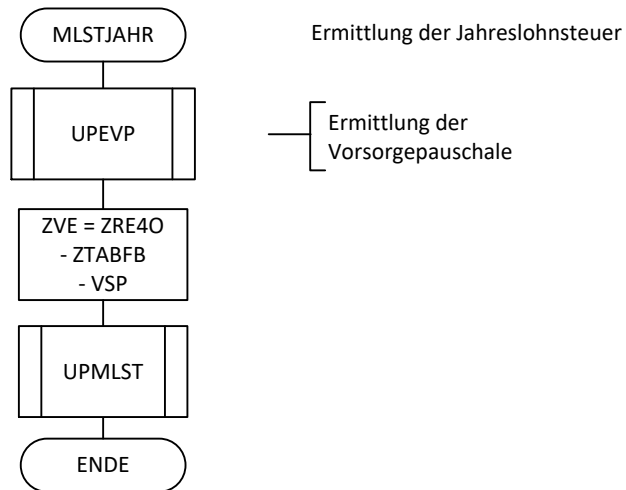 MLSTJAHR
Ermittlung der Jahreslohnsteuer
UPEVP
Ermittlung der
Vorsorgepauschale
ZVE = ZRE4O
- ZTABFB
- VSP
UPMLST
ENDE